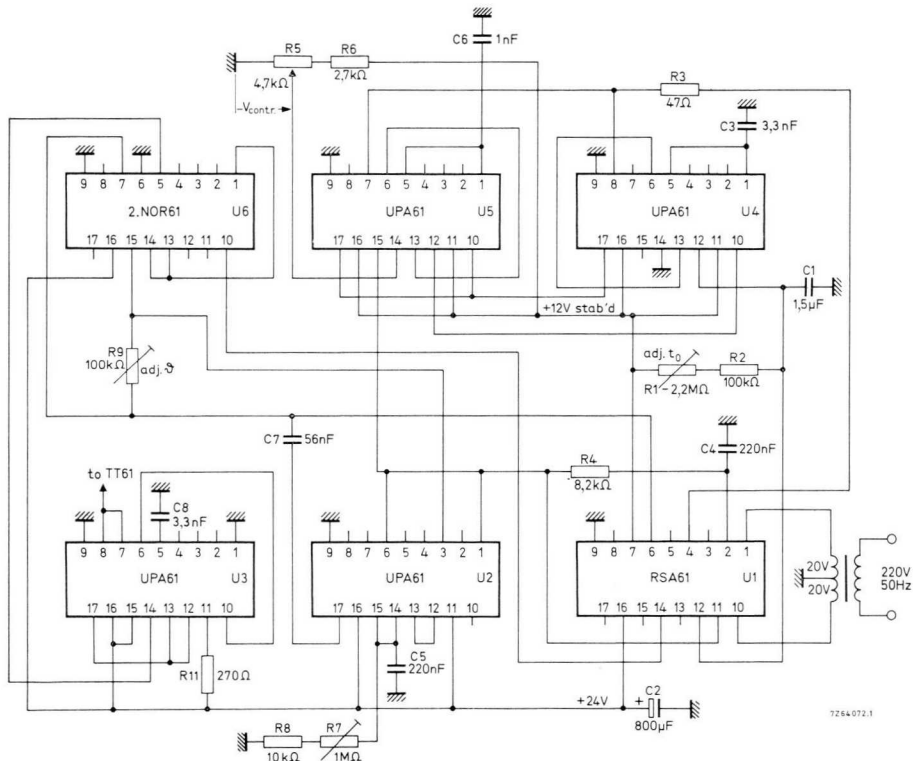 C6
1nF
R5
R6
4,7kΩ
2,7kΩ
-Vcontr.
R3
47Ω
C3
3,3nF
9 8 7 6 5 4 3 2 1
2.NOR61 U6
17 16 15 14 13 12 11 10
9 8 7 6 5 4 3 2 1
UPA61 U5
17 16 15 14 13 12 11 10
9 8 7 6 5 4 3 2 1
UPA61 U4
17 16 15 14 13 12 11 10
C1
1,5μF
+12V stab'd
R9
100kΩ
adj.ϑ
adj. t₀
R1-2,2MΩ
R2
100kΩ
C7
56nF
C4
220nF
R4
8,2kΩ
to TT61
C8
3,3nF
9 8 7 6 5 4 3 2 1
UPA61 U3
17 16 15 14 13 12 11 10
9 8 7 6 5 4 3 2 1
UPA61 U2
17 16 15 14 13 12 11 10
9 8 7 6 5 4 3 2 1
RSA61 U1
17 16 15 14 13 12 11 10
20V
20V
220V
50Hz
R11
270Ω
C5
220nF
+24V
+
C2
800μF
R8
10kΩ
R7
1MΩ
7Z64072.1